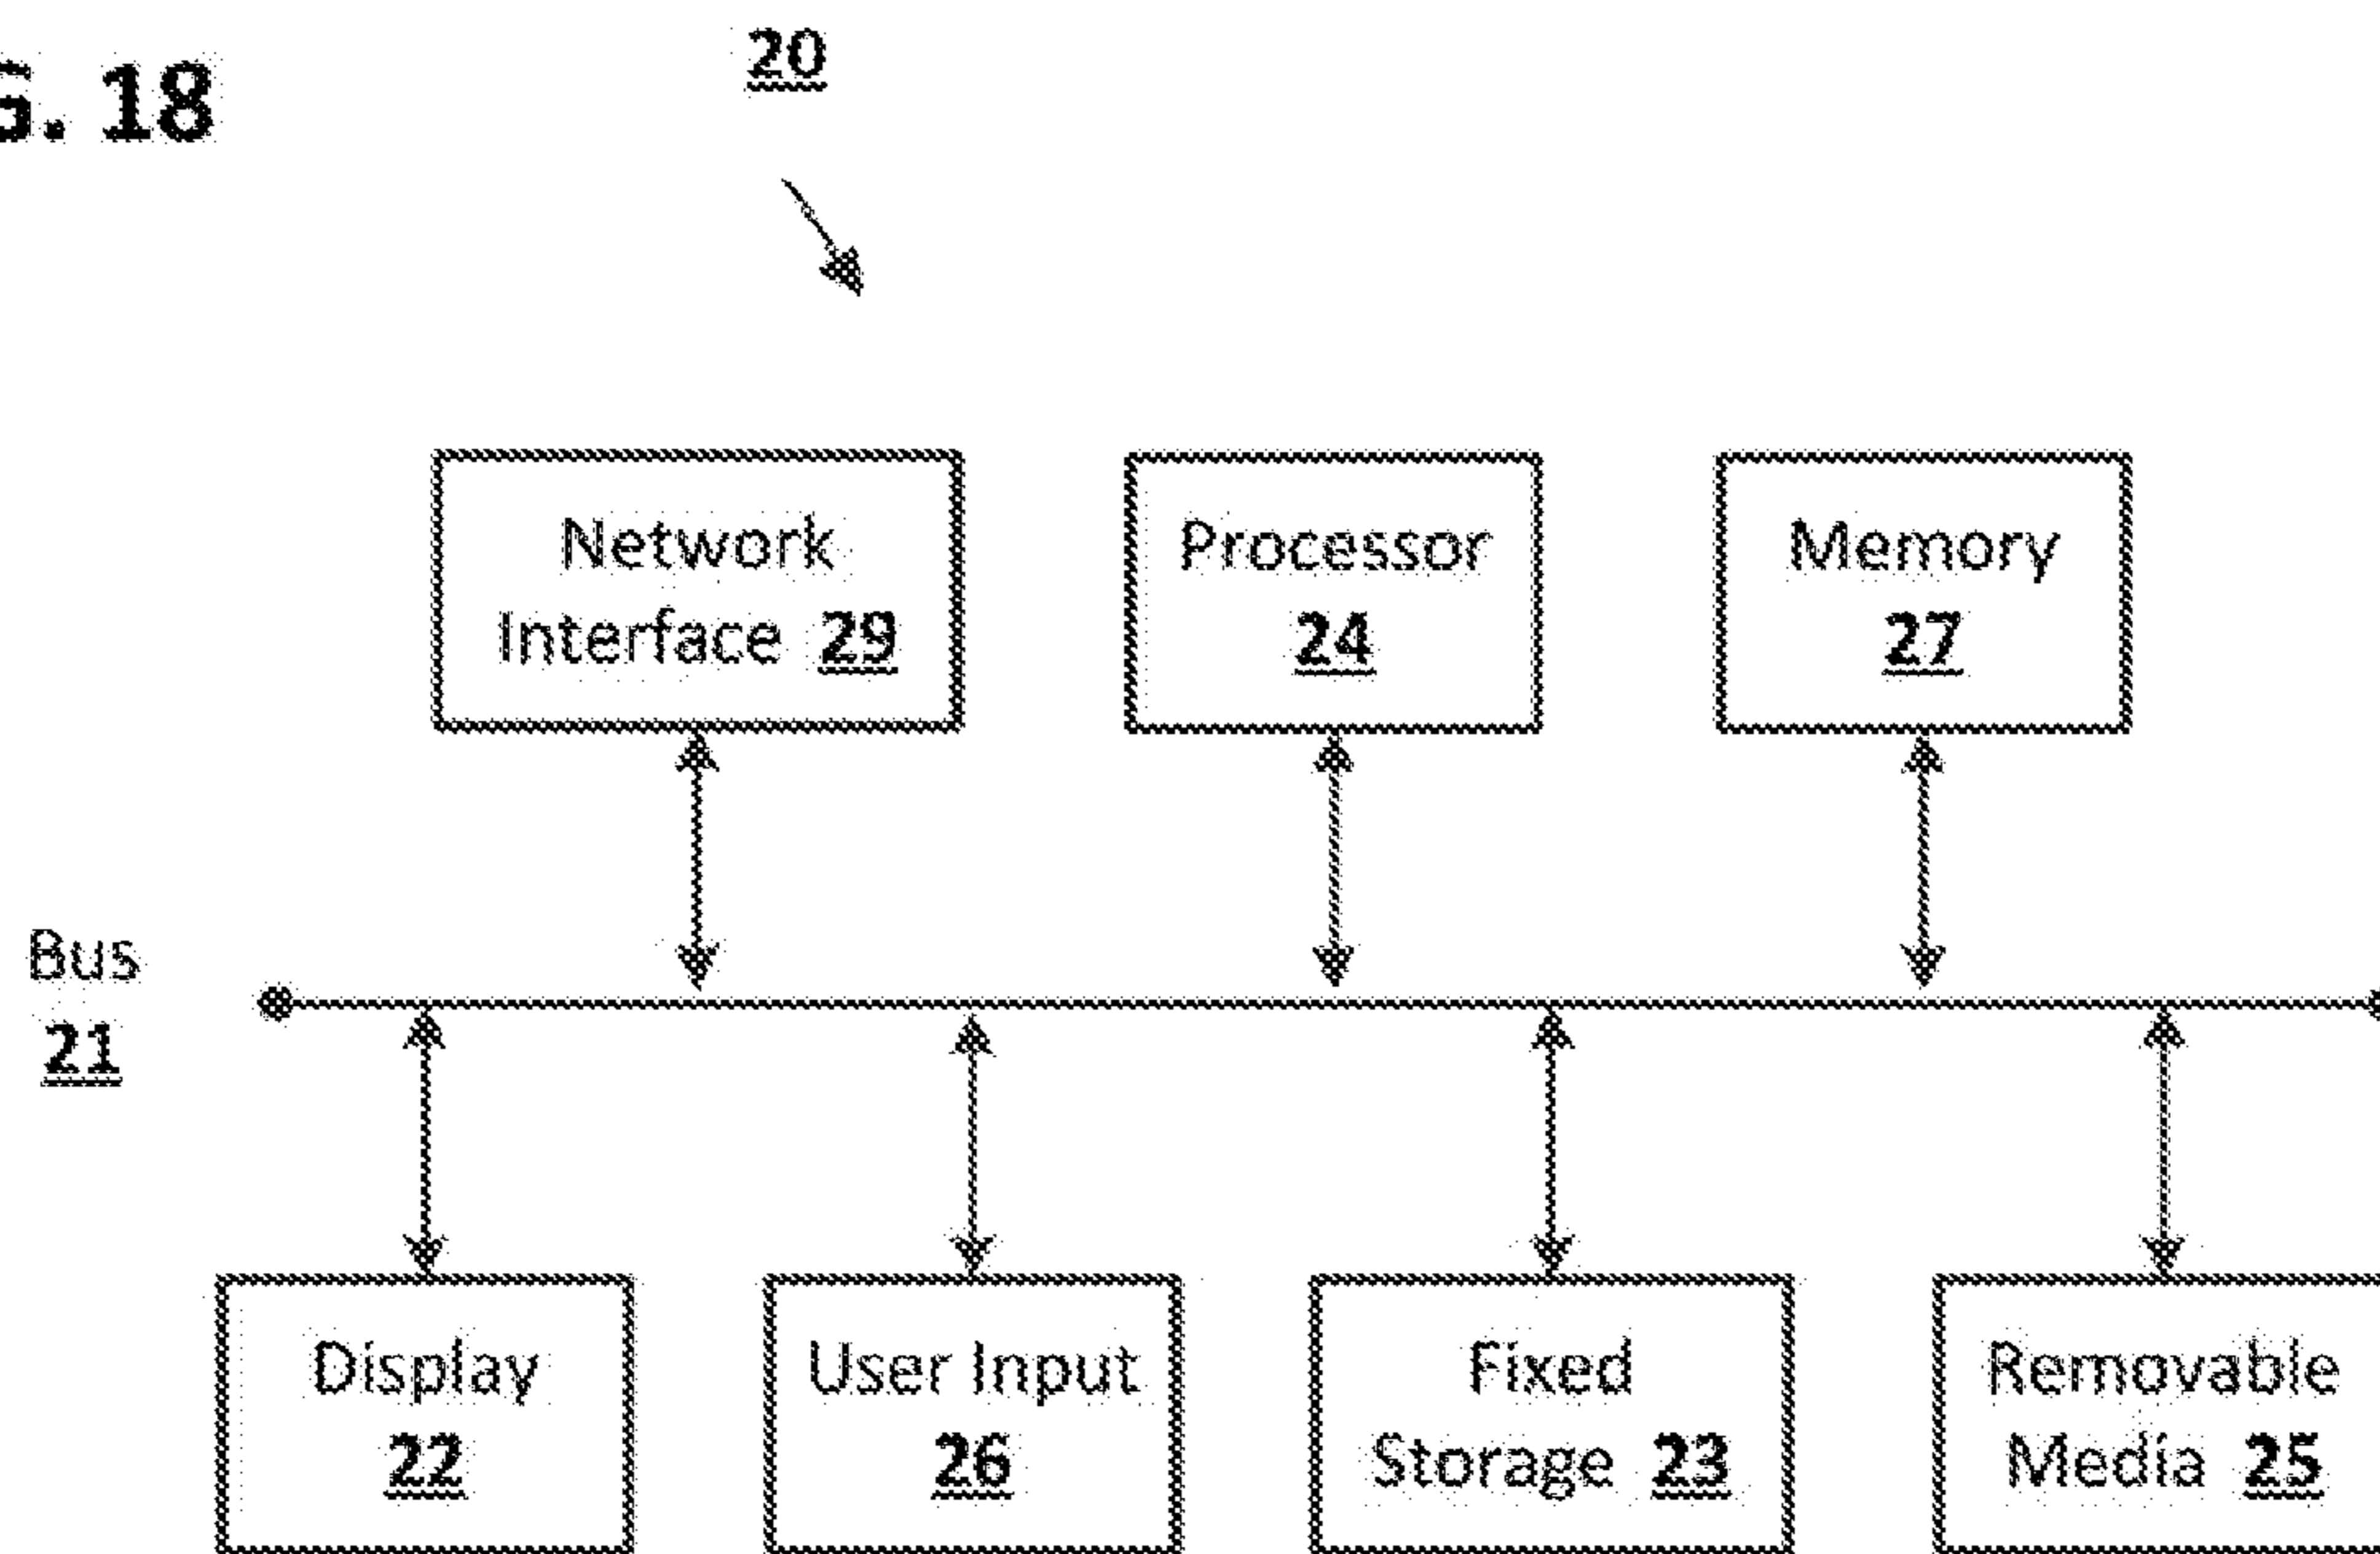 G. 18
20
Network
Interface 29
Processor
24
Memory
27
Bus
21
Display
22
User Input
26
Fixed
Storage 23
Removable
Media 25